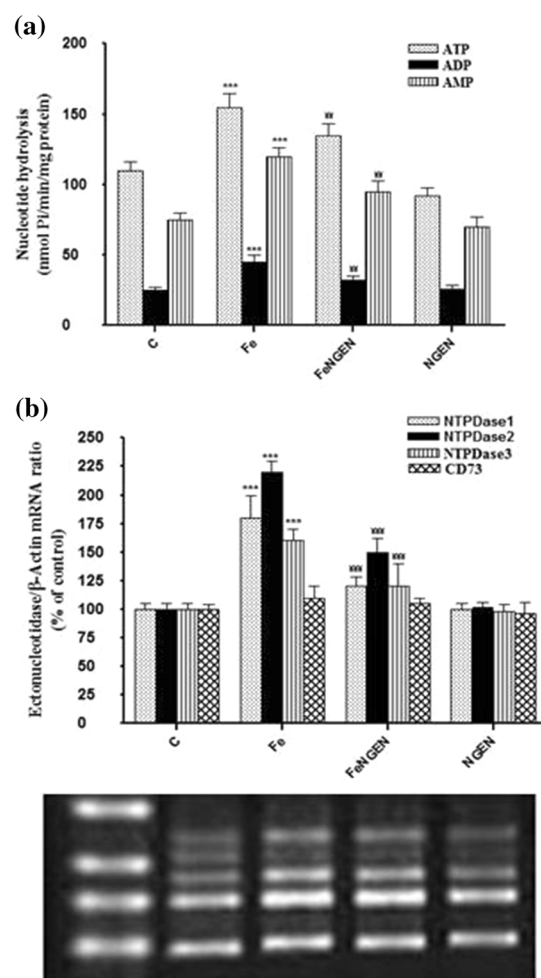 (a)
200
150
100
50
0
Nucleotide hydrolysis
(nmol Pi/min/mg protein)
ATP
ADP
AMP
***
***
***
¥¥
¥¥
¥¥
C
Fe
FeNGEN
NGEN
(b)
250
225
200
175
150
125
100
75
50
25
0
Ectonucleotidase/β-Actin mRNA ratio
(% of control)
NTPDase1
NTPDase2
NTPDase3
CD73
***
***
***
¥¥¥
¥¥¥
¥¥¥
C
Fe
FeNGEN
NGEN